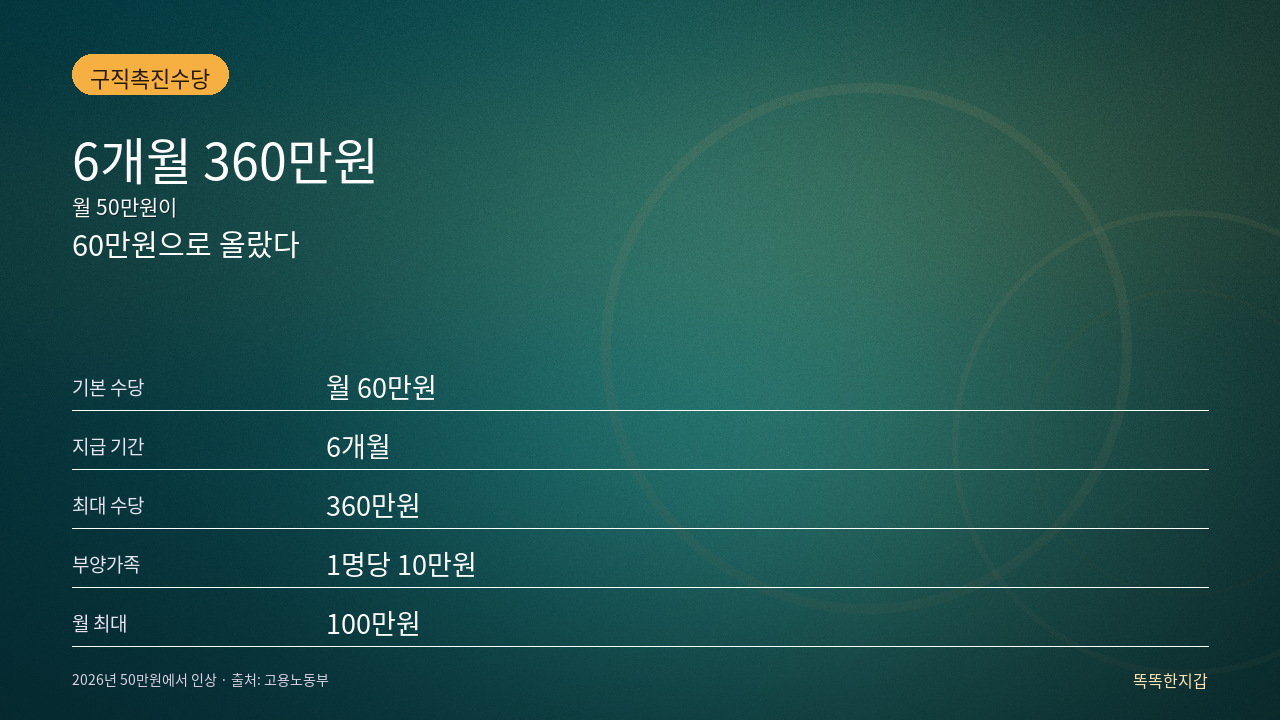 구직촉진수당
6개월 360만원
월 50만원이
60만원으로 올랐다
기본 수당 월 60만원
지급 기간 6개월
최대 수당 360만원
부양가족 1명당 10만원
월 최대 100만원
2026년 50만원에서 인상 · 출처: 고용노동부
똑똑한지갑